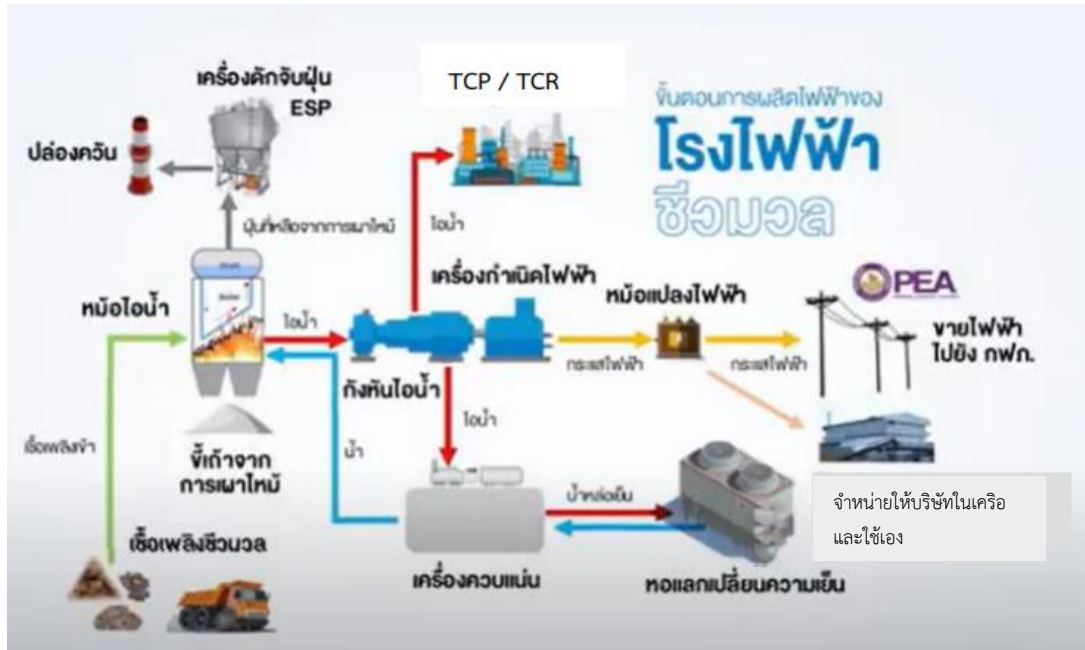 เครื่องดักจับฝุ่น
ESP
TCP / TCR
ขั้นตอนการผลิตไฟฟ้าของ
โรงไฟฟ้า
ชีวมวล
ปล่องควัน
ฝุ่นที่เหลือจากการเผาไหม้
ไอน้ำ
เครื่องกำเนิดไฟฟ้า
หม้อแปลงไฟฟ้า
PEA
หม้อไอน้ำ
Boiler
ไอน้ำ
กระแสไฟฟ้า
กระแสไฟฟ้า
ขายไฟฟ้า
ไปยัง กฟภ.
กังหันไอน้ำ
ไอน้ำ
เชื้อเพลิงเข้า
ขี้เถ้าจาก
การเผาไหม้
น้ำ
น้ำหล่อเย็น
จำหน่ายให้บริษัทในเครือ
และใช้เอง
เชื้อเพลิงชีวมวล
เครื่องควบแน่น
หอแลกเปลี่ยนความเย็น